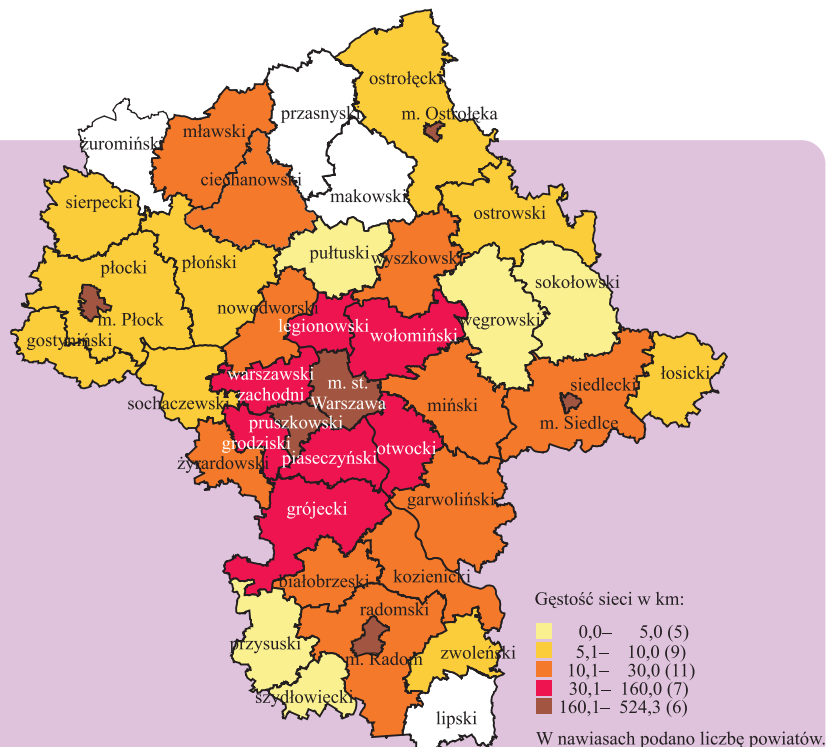 ostrołęcki
przasnyski
m. Ostrołęka
żuromiński
mławski
ciechanowski
makowski
sierpecki
ostrowski
płocki
płoński
pułtuski
wyszkowski
sokołowski
m. Płock
nowodworski
legionowski
wołomiński
węgrowski
gostyniński
warszawski
zachodni
m. st.
Warszawa
siedlecki
łosicki
sochaczewski
miński
m. Siedlce
pruszkowski
grodziski
żyrardowski
piaseczyński
otwocki
grójecki
garwoliński
białobrzeski
kozienicki
radomski
przysuski
m. Radom
zwoleński
szydłowiecki
lipski
Gęstość sieci w km:
0,0– 5,0 (5)
5,1– 10,0 (9)
10,1– 30,0 (11)
30,1– 160,0 (7)
160,1– 524,3 (6)
W nawiasach podano liczbę powiatów.